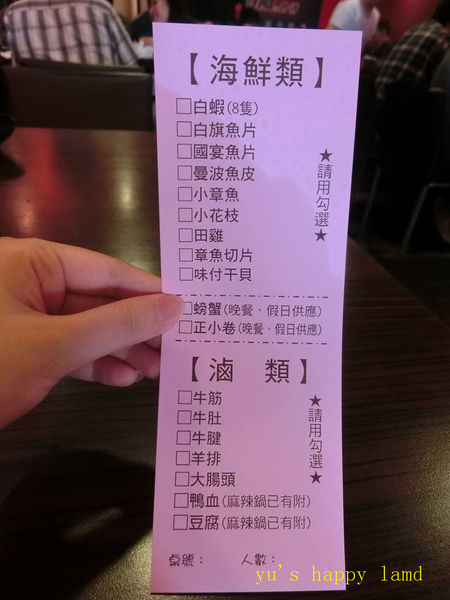 【海鮮類】
□白蝦(8隻)
□白旗魚片
□國宴魚片
□曼波魚皮
□小章魚
□小花枝
□田雞
□章魚切片
□味付干貝
★請用勾選★
□螃蟹(晚餐、假日供應)
□正小卷(晚餐、假日供應)
【滷 類】
□牛筋
□牛肚
□牛腱
□羊排
□大腸頭
□鴨血(麻辣鍋已有附)
□豆腐(麻辣鍋已有附)
★請用勾選★
桌號： 人數：
yu's happy lamd